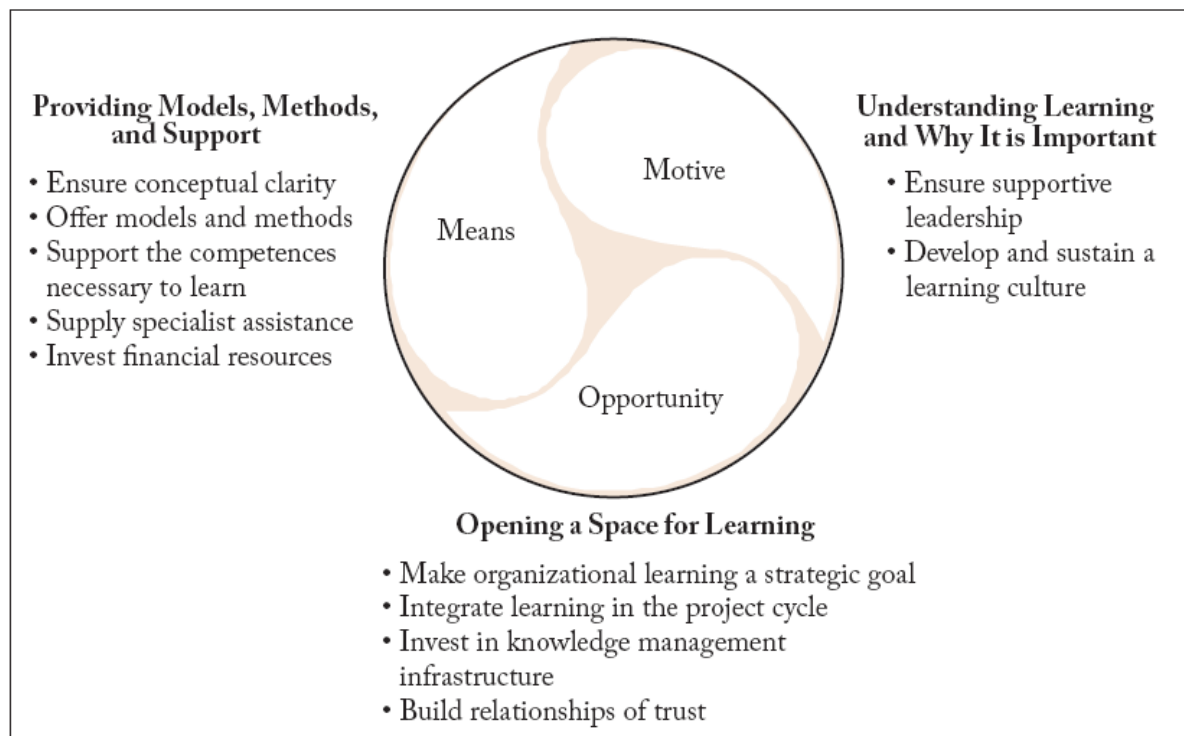 Providing Models, Methods,
and Support
• Ensure conceptual clarity
• Offer models and methods
• Support the competences
necessary to learn
• Supply specialist assistance
• Invest financial resources
Means
Motive
Opportunity
Understanding Learning
and Why It is Important
• Ensure supportive
leadership
• Develop and sustain a
learning culture
Opening a Space for Learning
• Make organizational learning a strategic goal
• Integrate learning in the project cycle
• Invest in knowledge management
infrastructure
• Build relationships of trust